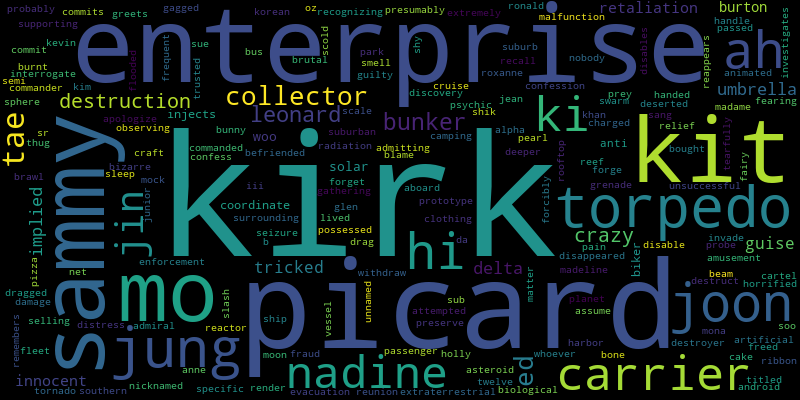 probably commits greets gagged korean oz recognizing presumably extremely ronald retaliation burton
supporting kevin sue bus brutal scold shy park smell suburb malfunction handle passed
enterprise
commit frequent trusted guilty psychic recall roxanne nobody disables reappears animated investigates
burnt interrogate kim flooded cruise discovery jean confession ah
semi commander
destruction collector leonard bunker ki prey swarm handed deserted umbrella
sphere apologize injects scale shik khan madame fearing
tae sr thug observing bunny woo suburban camping alpha pearl charged sang bought relief
craft commanded confess befriended radiation admitting blame deeper rooftop anti reef forge kit tearfully fairy
brawl bizarre sleep mock iii solar forget gathering aboard grenade unsuccessful
sammy kirk
implied jin junior coordinate surrounding glen lived prototype clothing forcibly torpedo
pizza seizure b possessed drag hi da crazy pain disable biker invade guise
net enforcement tricked withdraw delta matter disappeared madeline probe amusement
dragged damage mo slash unnamed sub planet beam destruct cartel horrified
selling distress admiral reactor ship vessel attempted preserve assume joon
picard
remembers fleet jung moon fraud passenger holly harbor destroyer mona artificial soo
innocent anne nadine asteroid ed whoever bone carrier cake freed ribbon
tornado southern nicknamed specific render evacuation reunion extraterrestrial twelve biological titled android